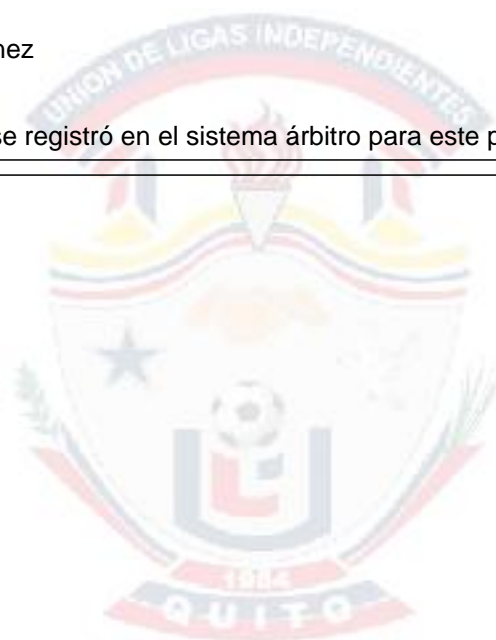 nez
UNION DE LIGAS INDEPENDIENTES
se registró en el sistema árbitro para este p
1984
QUITO